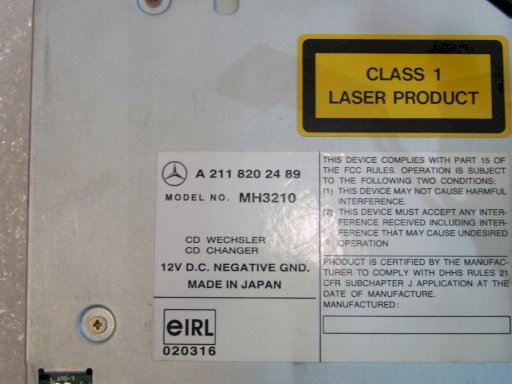 CLASS 1
LASER PRODUCT
A 211 820 24 89
MODEL NO. MH3210
CD WECHSLER
CD CHANGER
12V D.C. NEGATIVE GND.
MADE IN JAPAN
eIRL
020316
THIS DEVICE COMPLIES WITH PART 15 OF
THE FCC RULES. OPERATION IS SUBJECT
TO THE FOLLOWING TWO CONDITIONS:
(1) THIS DEVICE MAY NOT CAUSE HARMFUL
INTERFERENCE.
(2) THIS DEVICE MUST ACCEPT ANY INTER-
FERENCE RECEIVED INCLUDING INTER-
FERENCE THAT MAY CAUSE UNDESIRED
OPERATION
PRODUCT IS CERTIFIED BY THE MANUFAC-
TURER TO COMPLY WITH DHHS RULES 21
CFR SUBCHAPTER J APPLICATION AT THE
DATE OF MANUFACTURE.
MANUFACTURED:
L-OUT